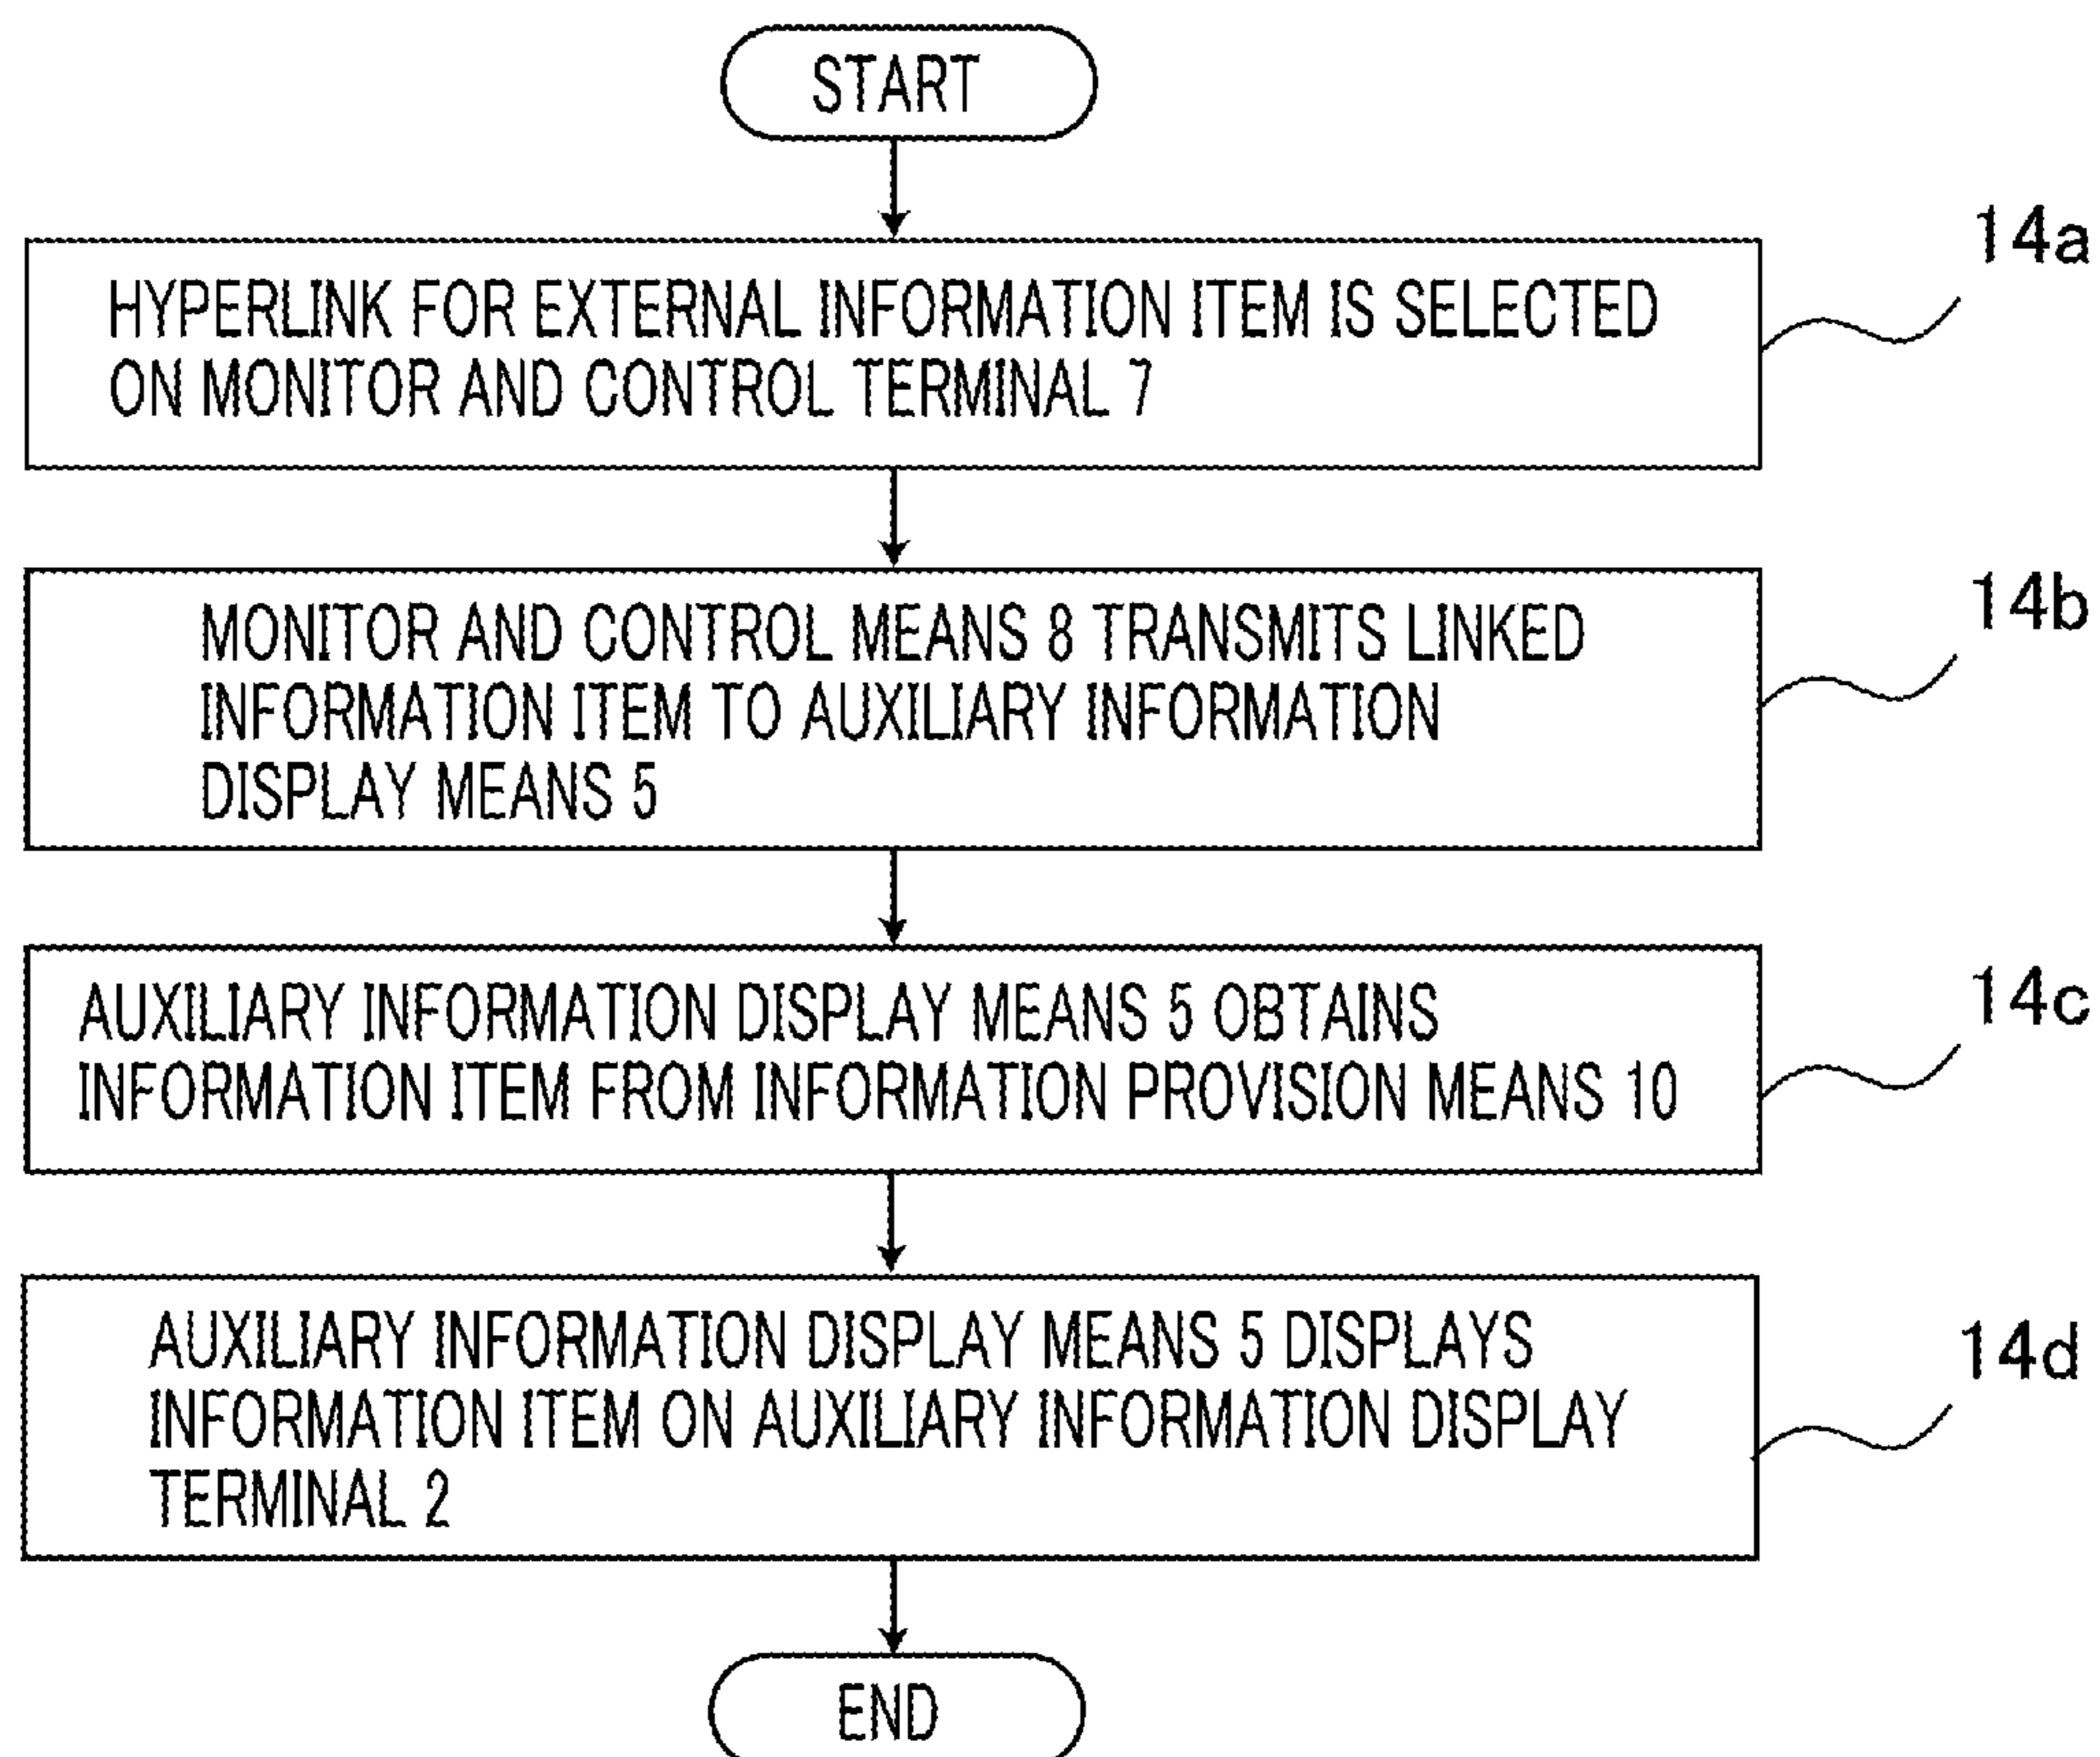 START
14a
HYPERLINK FOR EXTERNAL INFORMATION ITEM IS SELECTED
ON MONITOR AND CONTROL TERMINAL 7
14b
MONITOR AND CONTROL MEANS 8 TRANSMITS LINKED
INFORMATION ITEM TO AUXILIARY INFORMATION
DISPLAY MEANS 5
14c
AUXILIARY INFORMATION DISPLAY MEANS 5 OBTAINS
INFORMATION ITEM FROM INFORMATION PROVISION MEANS 10
14d
AUXILIARY INFORMATION DISPLAY MEANS 5 DISPLAYS
INFORMATION ITEM ON AUXILIARY INFORMATION DISPLAY
TERMINAL 2
END